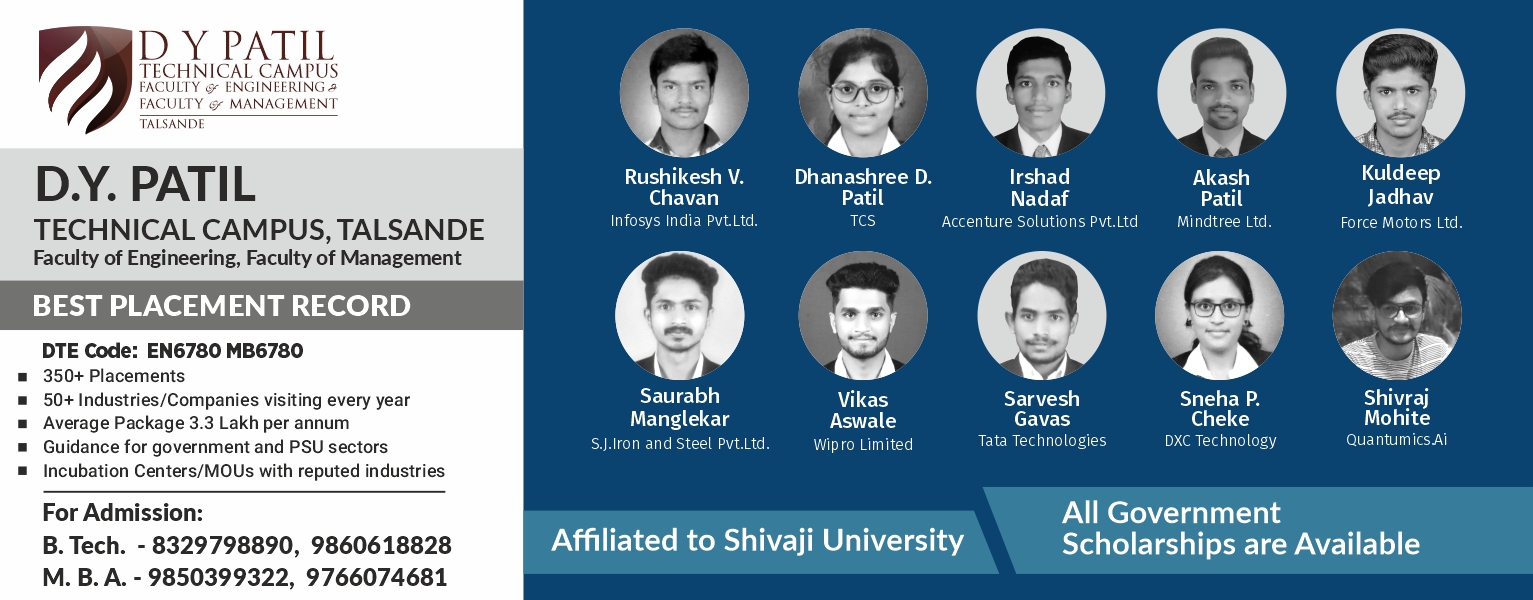 D Y PATIL
TECHNICAL CAMPUS
FACULTY & ENGINEERING &
FACULTY & MANAGEMENT
TALSANDE
D.Y. PATIL
TECHNICAL CAMPUS, TALSANDE
Faculty of Engineering, Faculty of Management
BEST PLACEMENT RECORD
DTE Code: EN6780 MB6780
350+ Placements
50+ Industries/Companies visiting every year
Average Package 3.3 Lakh per annum
Guidance for government and PSU sectors
Incubation Centers/MOUs with reputed industries
For Admission:
B. Tech. - 8329798890, 9860618828
M. B. A. - 9850399322, 9766074681
Rushikesh V.
Chavan
Infosys India Pvt.Ltd.
Dhanashree D.
Patil
TCS
Irshad
Nadaf
Accenture Solutions Pvt.Ltd
Akash
Patil
Mindtree Ltd.
Kuldeep
Jadhav
Force Motors Ltd.
Saurabh
Manglekar
S.J.Iron and Steel Pvt.Ltd.
Vikas
Aswale
Wipro Limited
Sarvesh
Gavas
Tata Technologies
Sneha P.
Cheke
DXC Technology
Shivraj
Mohite
Quantumics.Ai
Affiliated to Shivaji University
All Government
Scholarships are Available